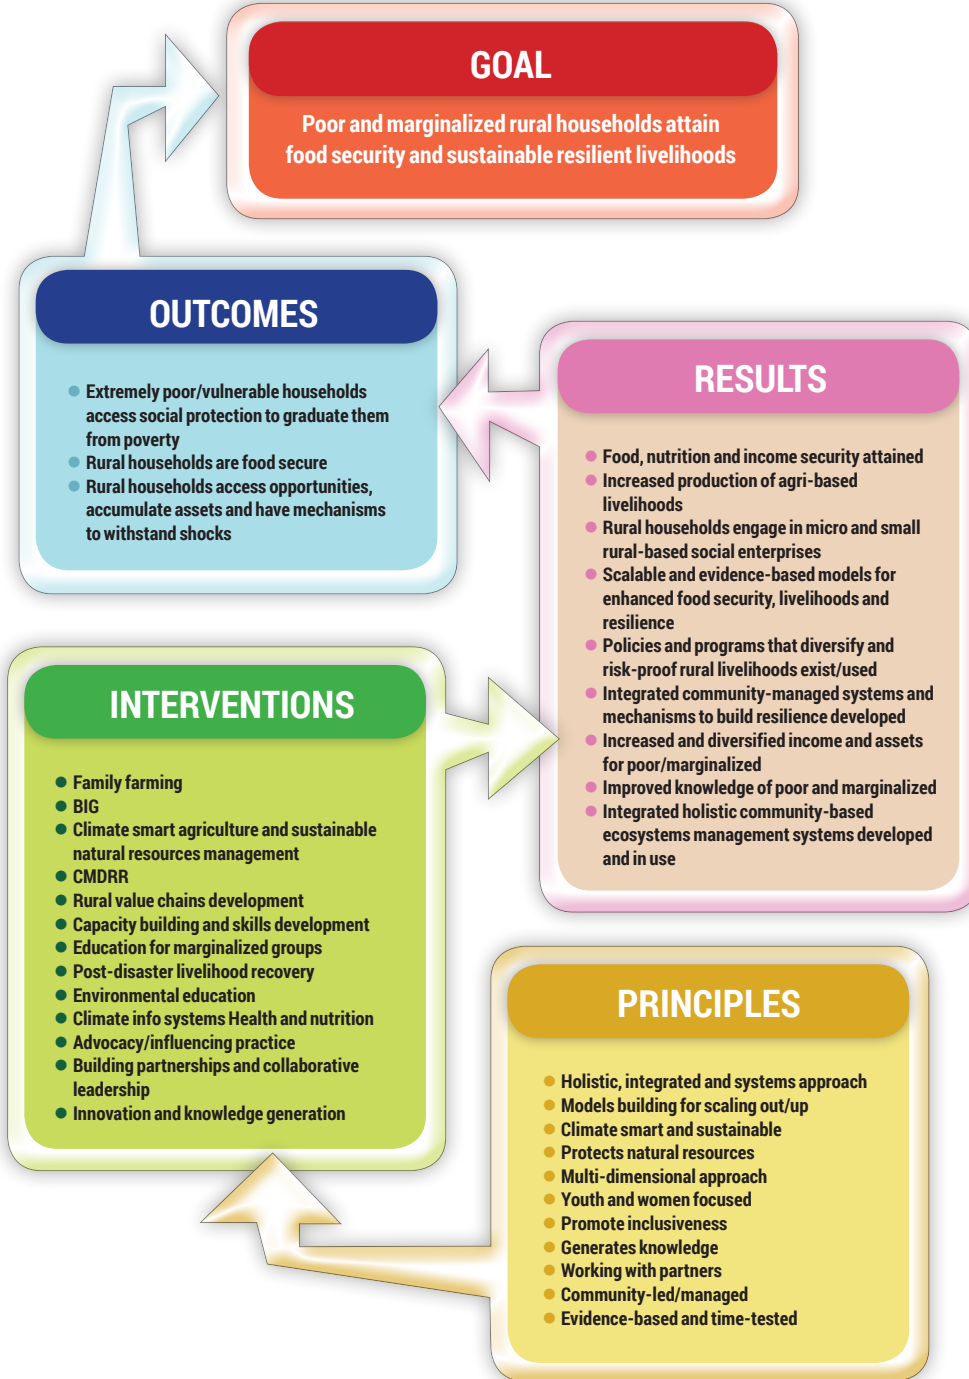 GOAL
Poor and marginalized rural households attain
food security and sustainable resilient livelihoods
OUTCOMES
Extremely poor/vulnerable households
access social protection to graduate them
from poverty
Rural households are food secure
Rural households access opportunities,
accumulate assets and have mechanisms
to withstand shocks
RESULTS
Food, nutrition and income security attained
Increased production of agri-based
livelihoods
Rural households engage in micro and small
rural-based social enterprises
Scalable and evidence-based models for
enhanced food security, livelihoods and
resilience
Policies and programs that diversify and
risk-proof rural livelihoods exist/used
Integrated community-managed systems and
mechanisms to build resilience developed
Increased and diversified income and assets
for poor/marginalized
Improved knowledge of poor and marginalized
Integrated holistic community-based
ecosystems management systems developed
and in use
INTERVENTIONS
Family farming
BIG
Climate smart agriculture and sustainable
natural resources management
CMDRR
Rural value chains development
Capacity building and skills development
Education for marginalized groups
Post-disaster livelihood recovery
Environmental education
Climate info systems Health and nutrition
Advocacy/influencing practice
Building partnerships and collaborative
leadership
Innovation and knowledge generation
PRINCIPLES
Holistic, integrated and systems approach
Models building for scaling out/up
Climate smart and sustainable
Protects natural resources
Multi-dimensional approach
Youth and women focused
Promote inclusiveness
Generates knowledge
Working with partners
Community-led/managed
Evidence-based and time-tested